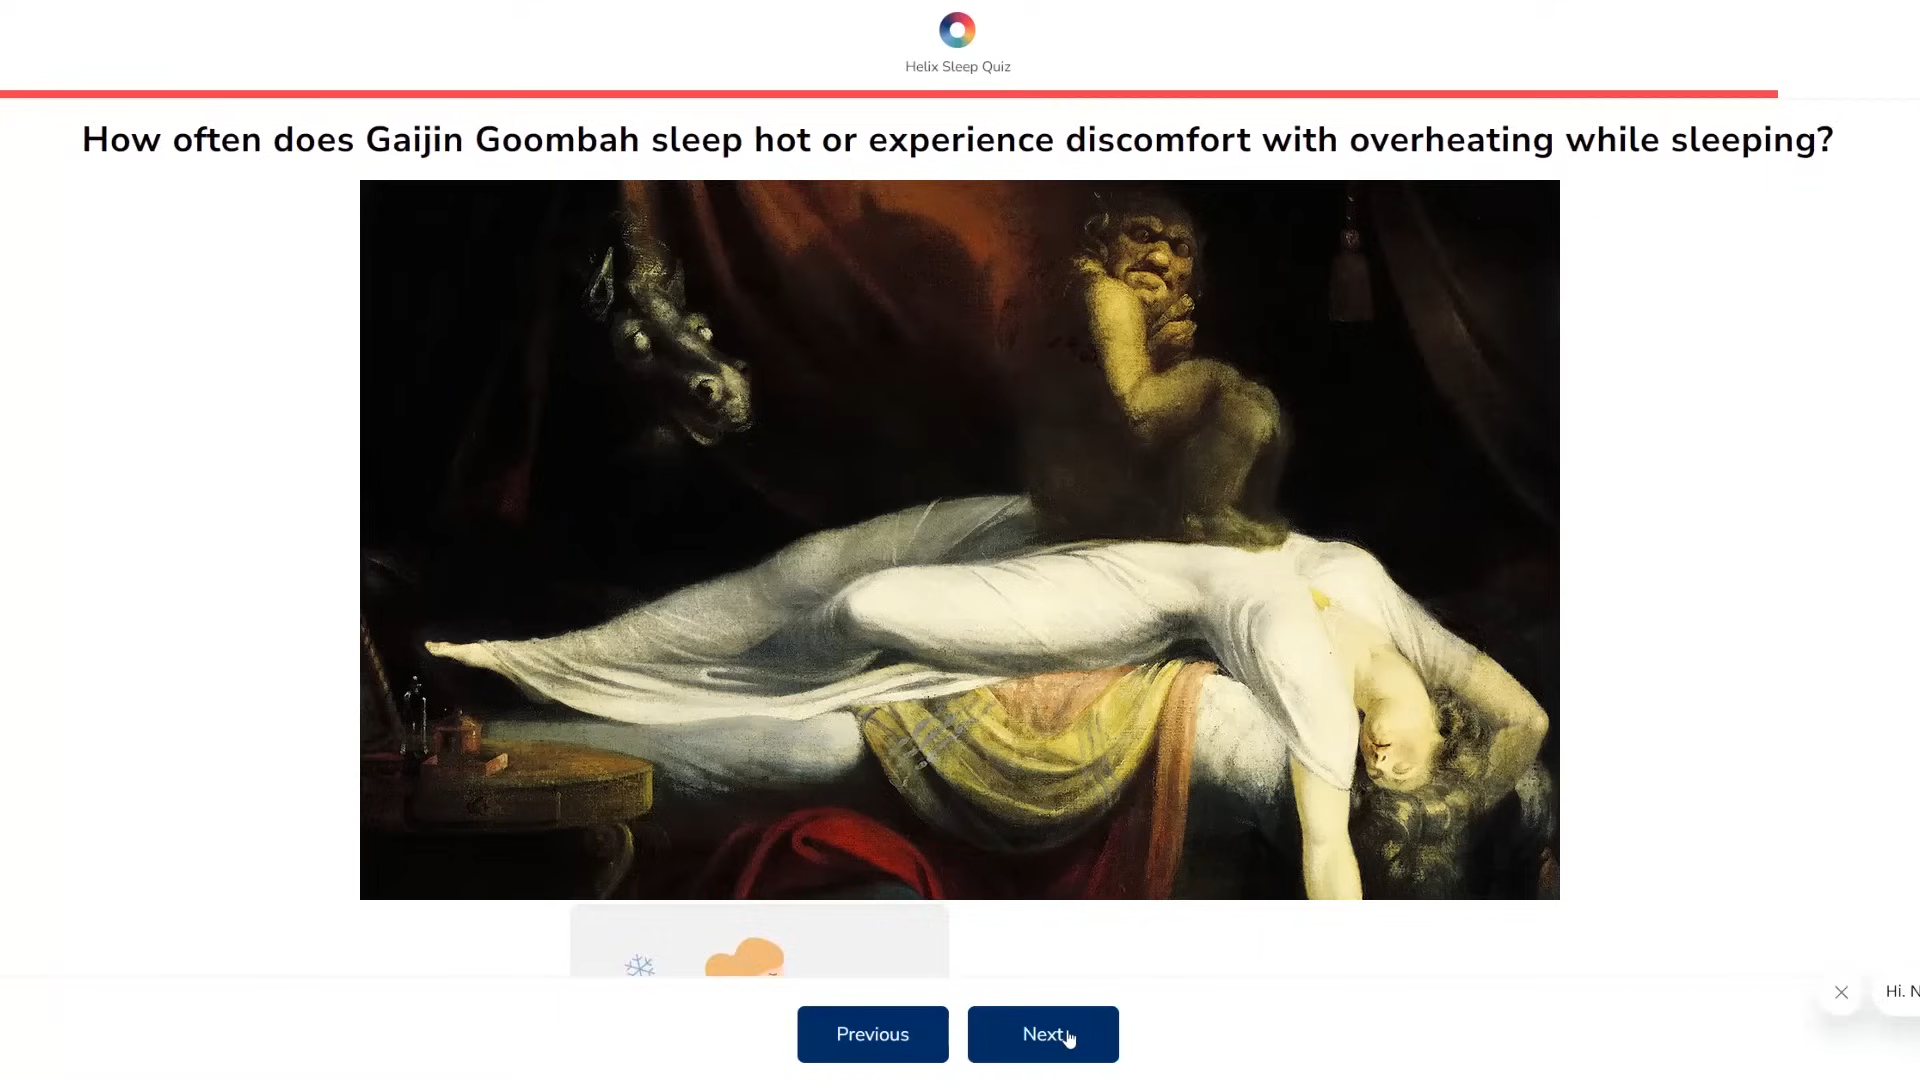 Helix Sleep Quiz
How often does Gaijin Goombah sleep hot or experience discomfort with overheating while sleeping?
Previous
Next
Hi. N